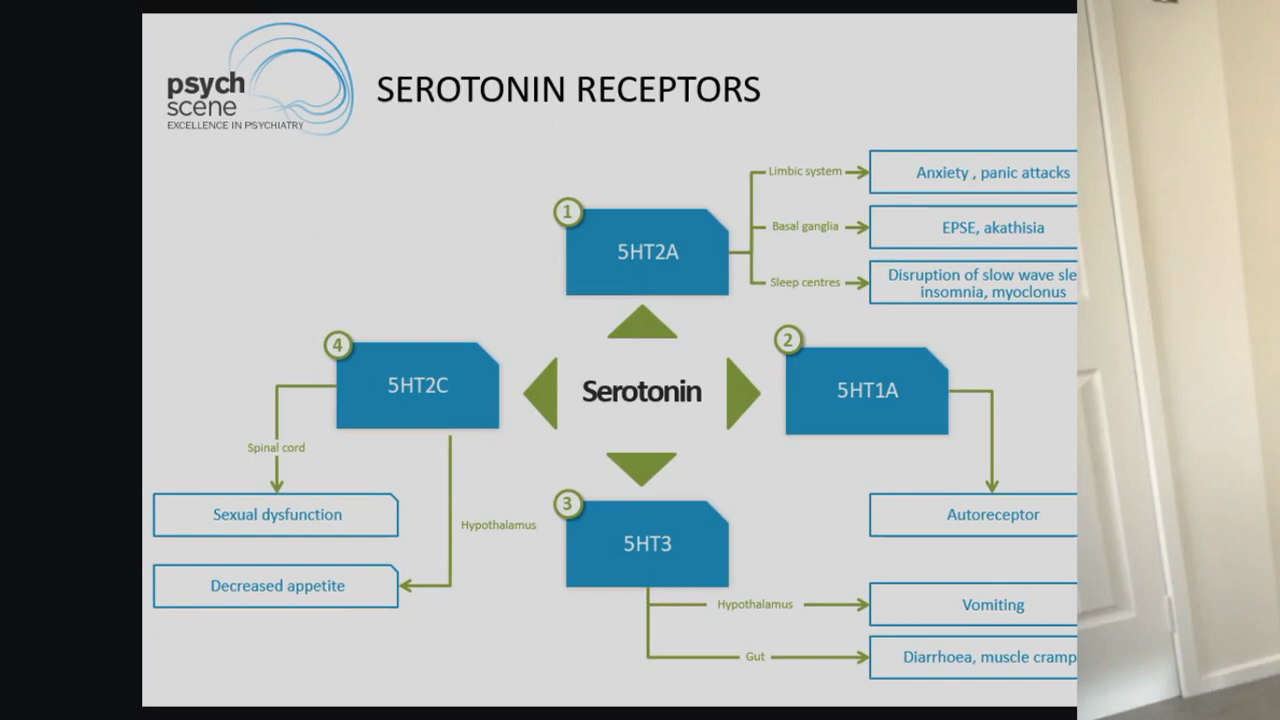 psych
scene
EXCELLENCE IN PSYCHIATRY
SEROTONIN RECEPTORS
1
5HT2A
Limbic system
Anxiety , panic attacks
Basal ganglia
EPSE, akathisia
Sleep centres
Disruption of slow wave sle
insomnia, myoclonus
4
5HT2C
Serotonin
2
5HT1A
Spinal cord
Sexual dysfunction
Hypothalamus
Decreased appetite
3
5HT3
Autoreceptor
Hypothalamus
Vomiting
Gut
Diarrhoea, muscle cramp